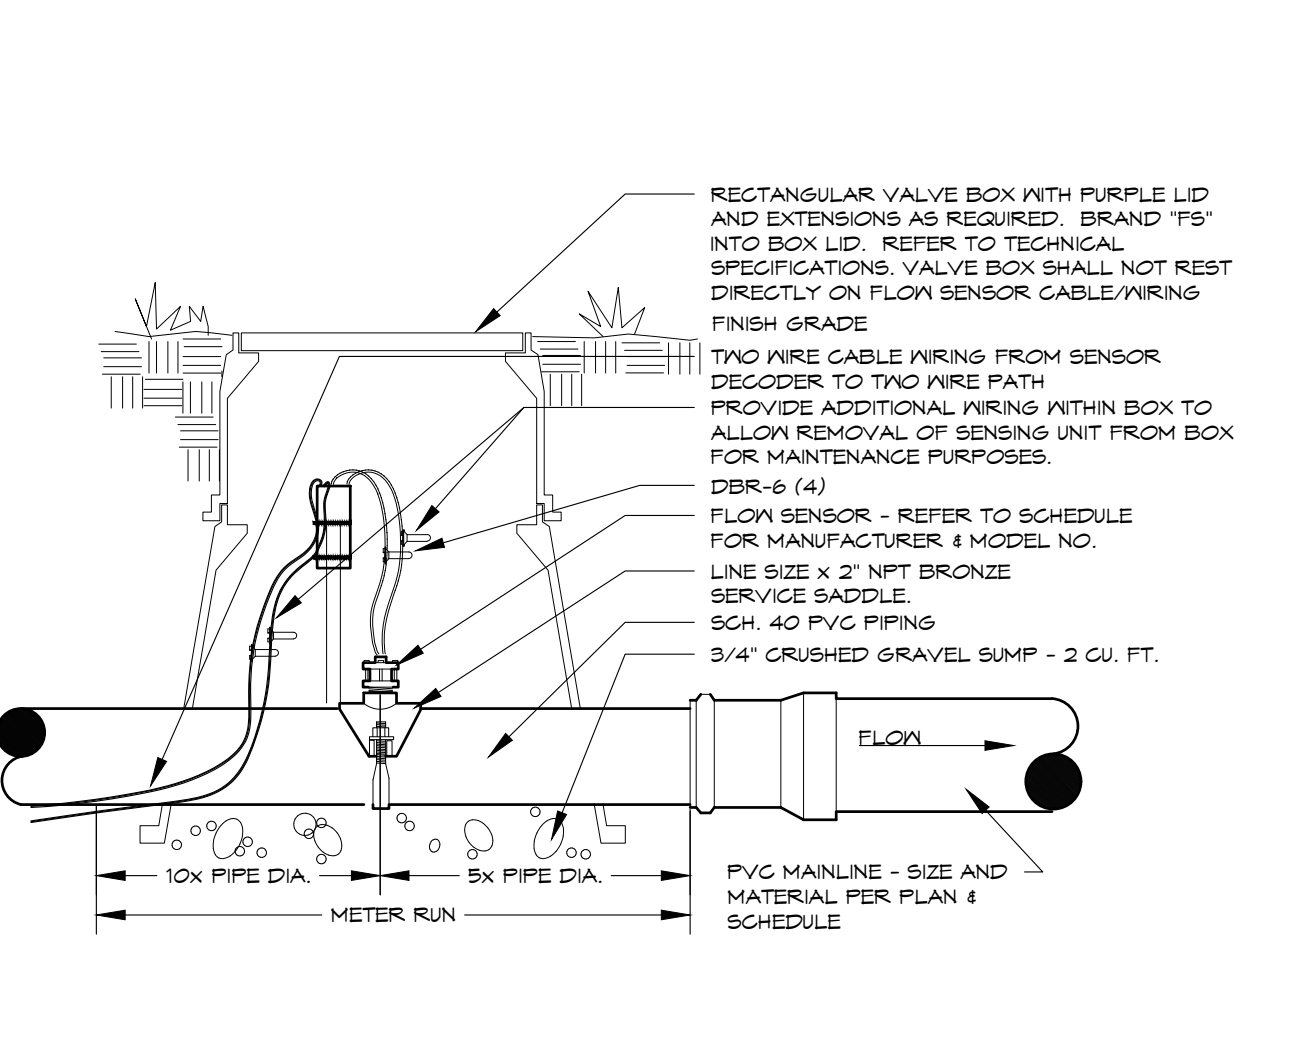 RECTANGULAR VALVE BOX WITH PURPLE LID
AND EXTENSIONS AS REQUIRED.  BRAND "FS"
INTO BOX LID.  REFER TO TECHNICAL
SPECIFICATIONS. VALVE BOX SHALL NOT REST
DIRECTLY ON FLOW SENSOR CABLE/WIRING
FINISH GRADE
TWO WIRE CABLE WIRING FROM SENSOR
DECODER TO TWO WIRE PATH
PROVIDE ADDITIONAL WIRING WITHIN BOX TO
ALLOW REMOVAL OF SENSING UNIT FROM BOX
FOR MAINTENANCE PURPOSES.
DBR-6 (4)
FLOW SENSOR - REFER TO SCHEDULE
FOR MANUFACTURER & MODEL NO.
LINE SIZE x 2" NPT BRONZE
SERVICE SADDLE.
SCH. 40 PVC PIPING
3/4" CRUSHED GRAVEL SUMP - 2 CU. FT.
FLOW
10x PIPE DIA.
5x PIPE DIA.
METER RUN
PVC MAINLINE - SIZE AND
MATERIAL PER PLAN &
SCHEDULE